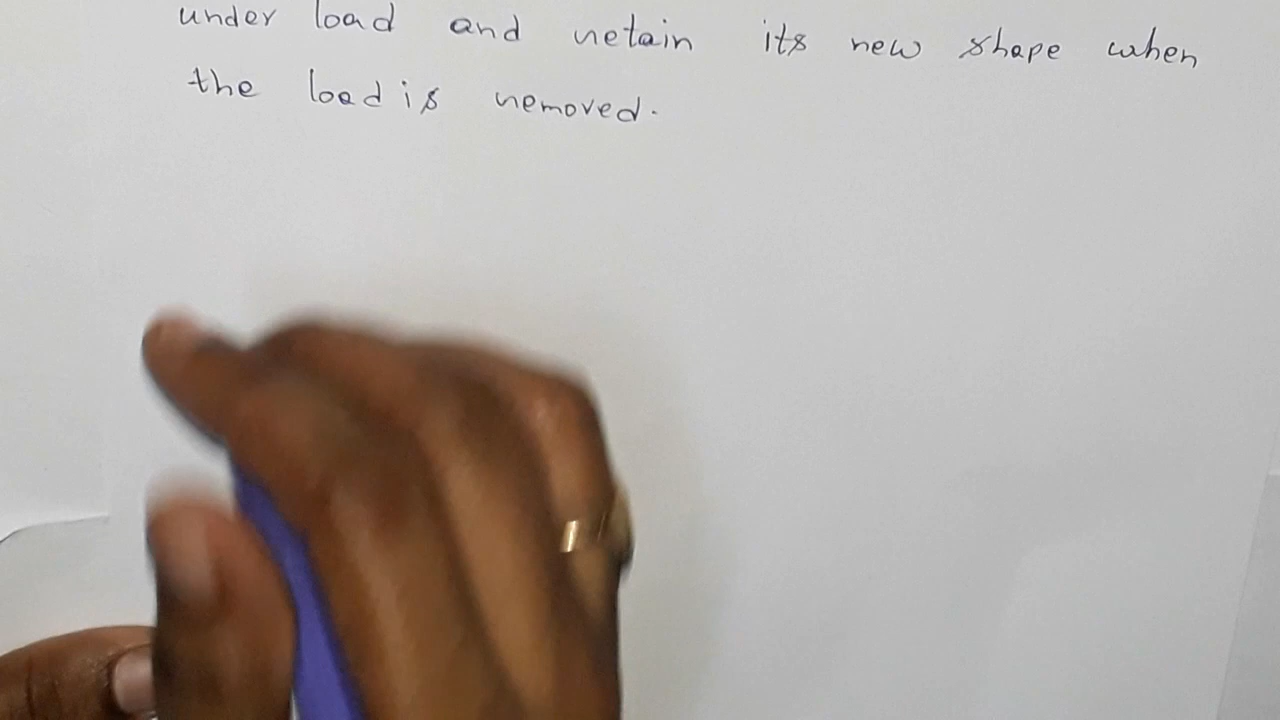 under load and retain its new shape when
the load is removed.